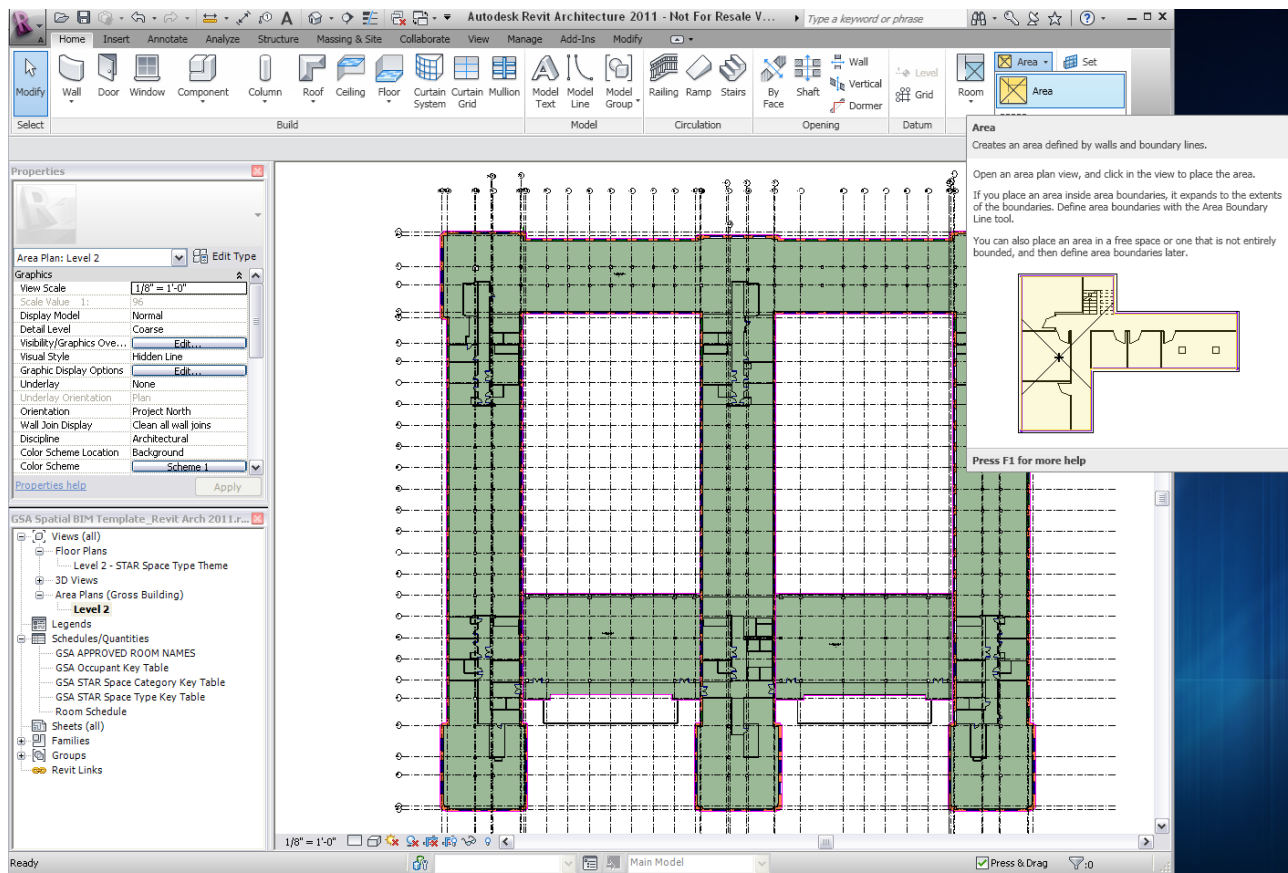 Autodesk Revit Architecture 2011 - Not For Resale V... Type a keyword or phrase
Home Insert Annotate Analyze Structure Massing & Site Collaborate View Manage Add-Ins Modify
Modify Wall Door Window Component Column Roof Ceiling Floor Curtain System Curtain Grid Mullion Model Text Model Line Model Group Railing Ramp Stairs By Face Shaft Wall Vertical Dormer Level Grid Room Area Set
Area
Select Build Model Circulation Opening Datum
Area
Creates an area defined by walls and boundary lines.
Open an area plan view, and click in the view to place the area.
If you place an area inside area boundaries, it expands to the extents
of the boundaries. Define area boundaries with the Area Boundary
Line tool.
You can also place an area in a free space or one that is not entirely
bounded, and then define area boundaries later.
Press F1 for more help
Properties
Area Plan: Level 2 Edit Type
Graphics
View Scale 1/8" = 1'-0"
Scale Value 1: 96
Display Model Normal
Detail Level Coarse
Visibility/Graphics Ove... Edit...
Visual Style Hidden Line
Graphic Display Options Edit...
Underlay None
Underlay Orientation Plan
Orientation Project North
Wall Join Display Clean all wall joins
Discipline Architectural
Color Scheme Location Background
Color Scheme Scheme 1
Properties help Apply
GSA Spatial BIM Template_Revit Arch 2011.r...
Views (all)
Floor Plans
Level 2 - STAR Space Type Theme
3D Views
Area Plans (Gross Building)
Level 2
Legends
Schedules/Quantities
GSA APPROVED ROOM NAMES
GSA Occupant Key Table
GSA STAR Space Category Key Table
GSA STAR Space Type Key Table
Room Schedule
Sheets (all)
Families
Groups
Revit Links
1/8" = 1'-0"
Ready Main Model Press & Drag :0